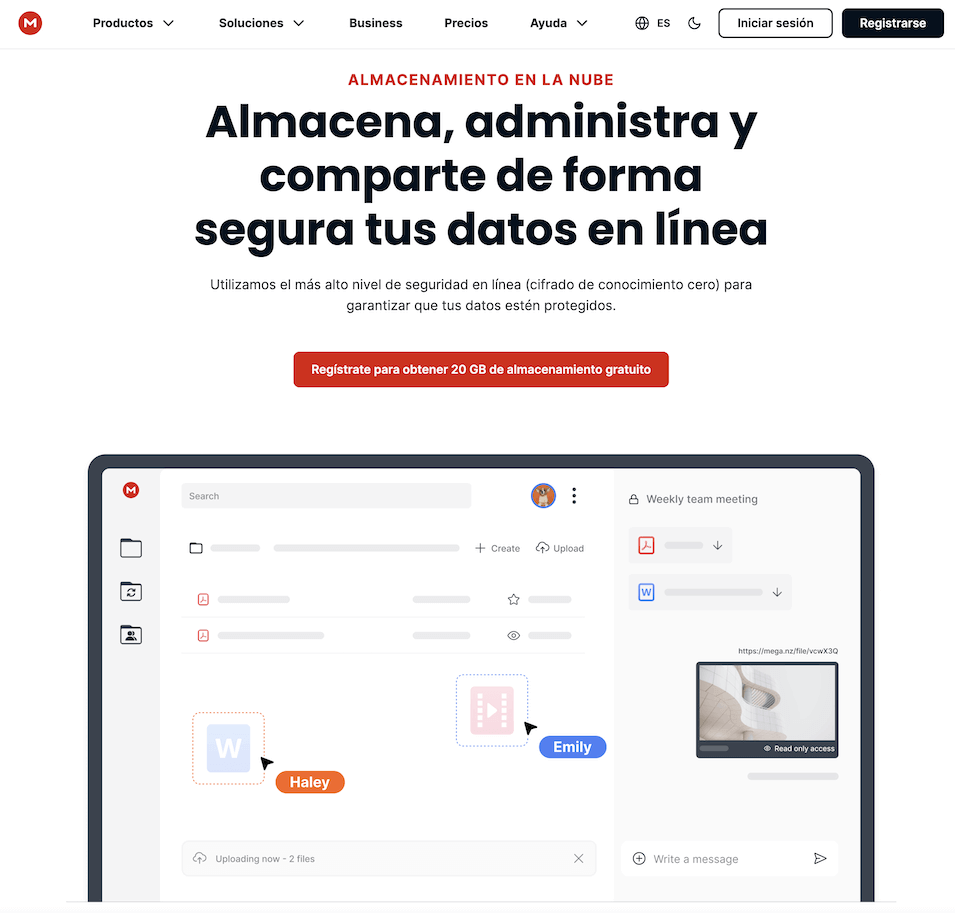 M
Productos
Soluciones
Business
Precios
Ayuda
ES
Iniciar sesión
Registrarse
ALMACENAMIENTO EN LA NUBE
Almacena, administra y
comparte de forma
segura tus datos en línea
Utilizamos el más alto nivel de seguridad en línea (cifrado de conocimiento cero) para
garantizar que tus datos estén protegidos.
Regístrate para obtener 20 GB de almacenamiento gratuito
M
Search
Create
Upload
W
Haley
Emily
Uploading now - 2 files
Weekly team meeting
W
https://mega.nz/file/vcwX3Q
Read only access
Write a message